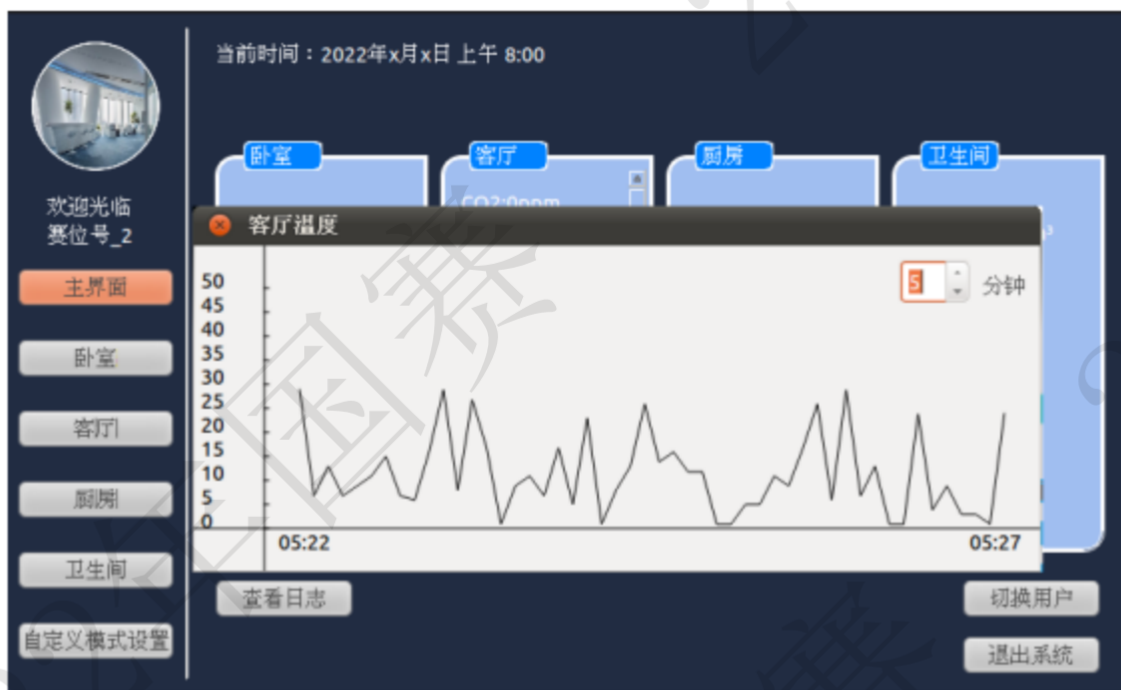 当前时间：2022年x月x日 上午 8:00
欢迎光临
赛位号_2
主界面
卧室
客厅
厨房
卫生间
自定义模式设置
卧室
客厅
厨房
卫生间
CO2:0ppm
客厅温度
5 分钟
50
45
40
35
30
25
20
15
10
5
0
05:22 05:27
查看日志
切换用户
退出系统
国赛